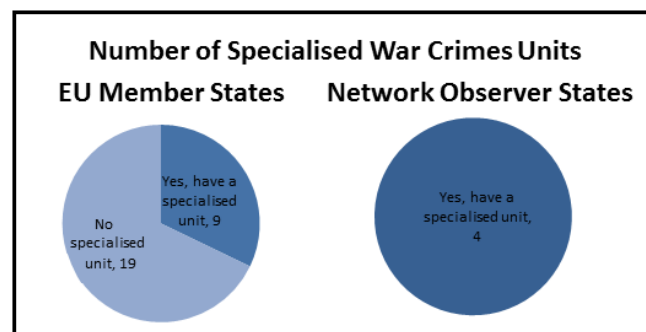 Number of Specialised War Crimes Units
EU Member States
Network Observer States
Yes, have a
specialised
unit, 9
No
specialised
unit, 19
Yes, have a
specialised unit,
4